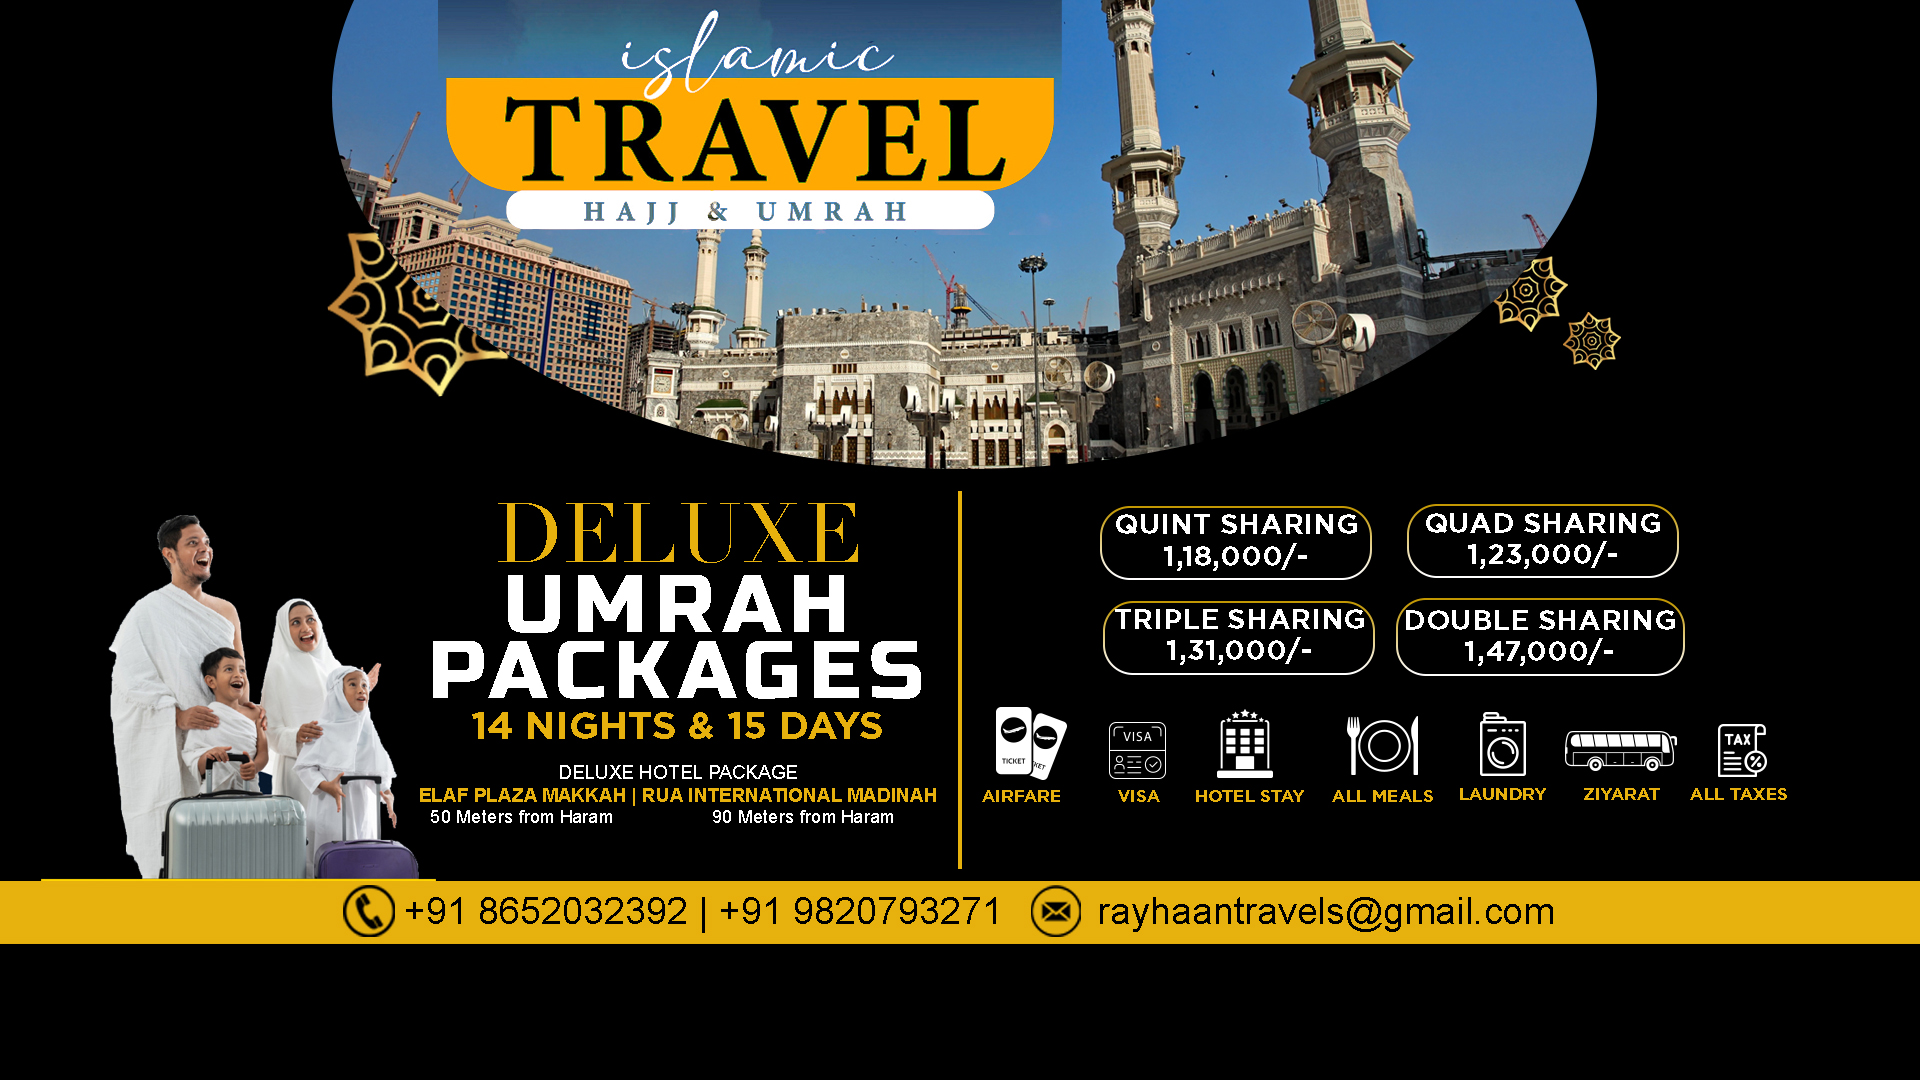 islamic
TRAVEL
HAJJ & UMRAH
DELUXE
UMRAH
PACKAGES
14 NIGHTS & 15 DAYS
DELUXE HOTEL PACKAGE
ELAF PLAZA MAKKAH | RUA INTERNATIONAL MADINAH
50 Meters from Haram 90 Meters from Haram
QUINT SHARING
1,18,000/-
QUAD SHARING
1,23,000/-
TRIPLE SHARING
1,31,000/-
DOUBLE SHARING
1,47,000/-
TICKET
KET
VISA
TAX
AIRFARE VISA HOTEL STAY ALL MEALS LAUNDRY ZIYARAT ALL TAXES
+91 8652032392 | +91 9820793271 rayhaantravels@gmail.com